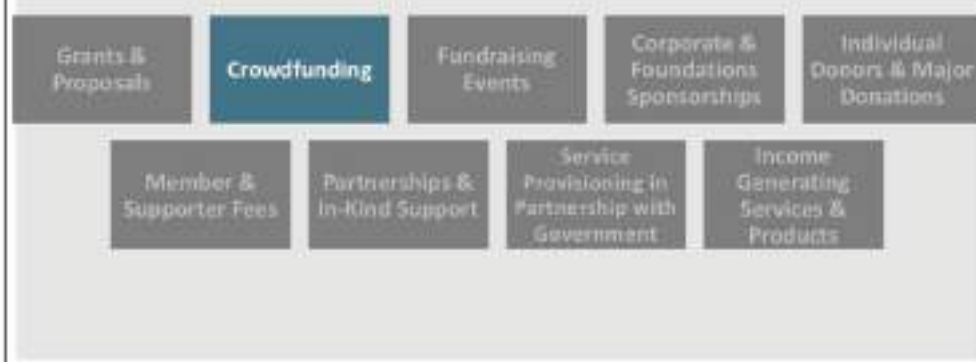 Grants &
Proposals
Crowdfunding
Fundraising
Events
Corporate &
Foundations
Sponsorships
Individual
Donors & Major
Donations
Member &
Supporter Fees
Partnerships &
In-Kind Support
Service
Provisioning in
Partnership with
Government
Income
Generating
Services &
Products